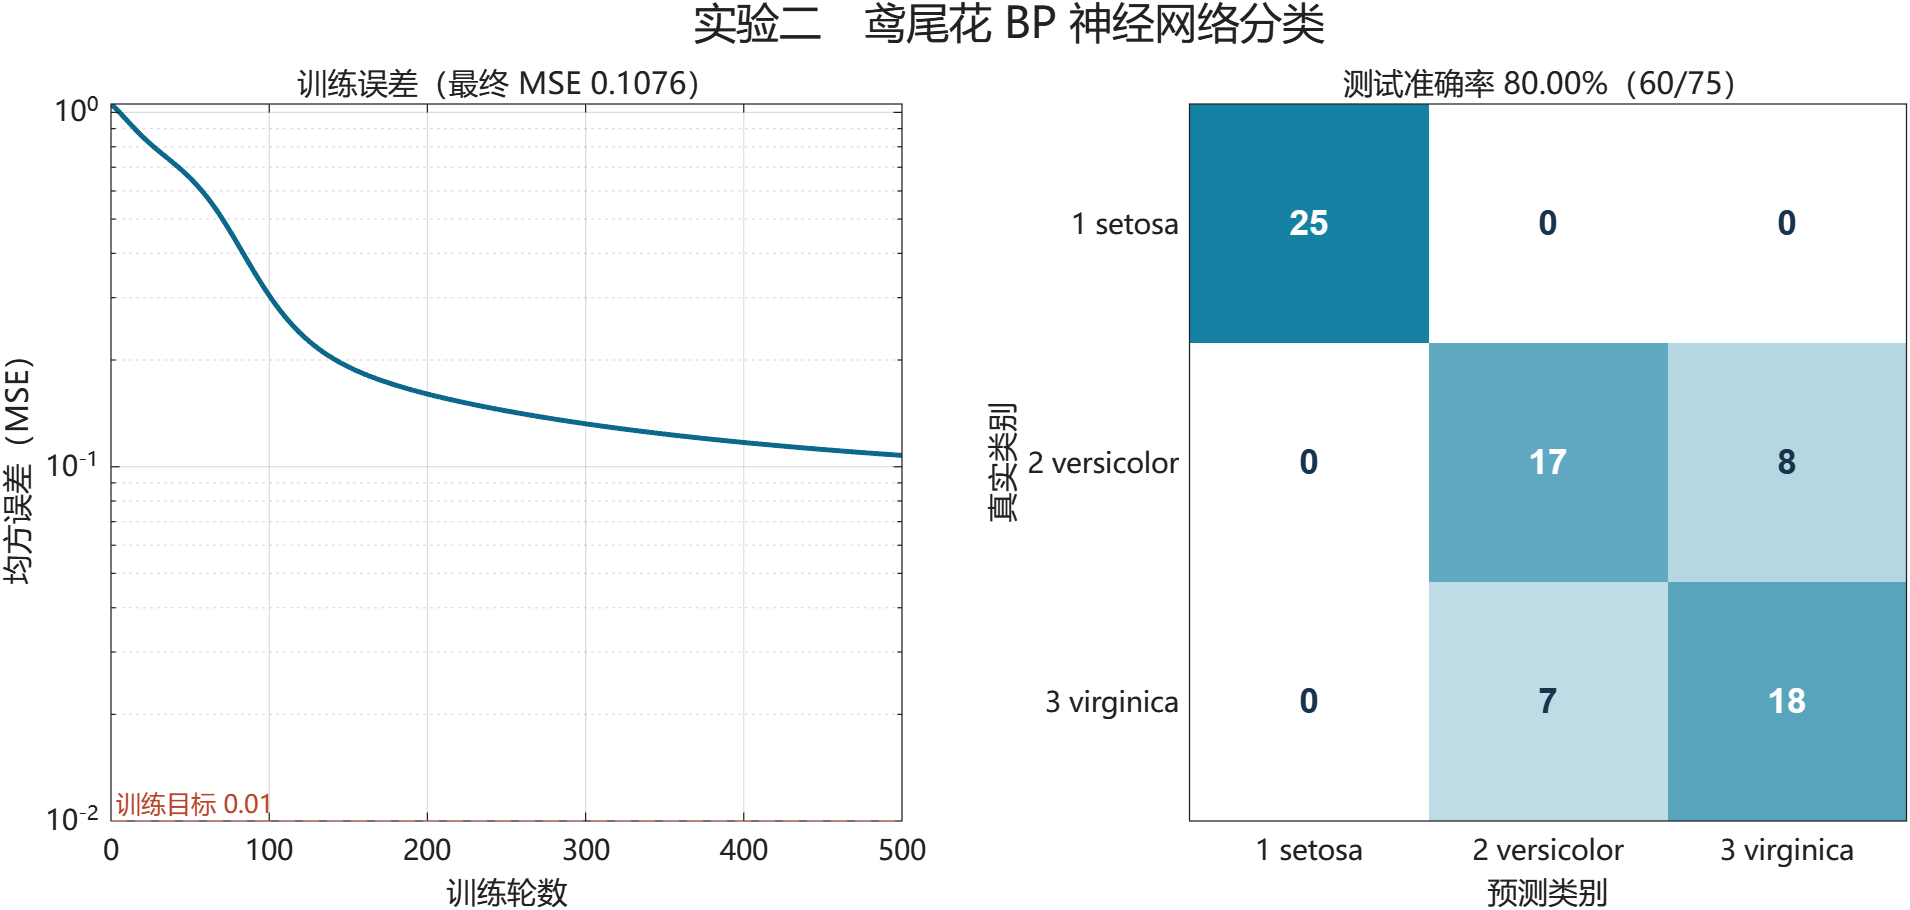 实验二　鸢尾花 BP 神经网络分类
训练误差（最终 MSE 0.1076）
均方误差（MSE）
10⁰
10⁻¹
10⁻²
训练目标 0.01
0 100 200 300 400 500
训练轮数
测试准确率 80.00%（60/75）
真实类别
1 setosa 25 0 0
2 versicolor 0 17 8
3 virginica 0 7 18
1 setosa 2 versicolor 3 virginica
预测类别